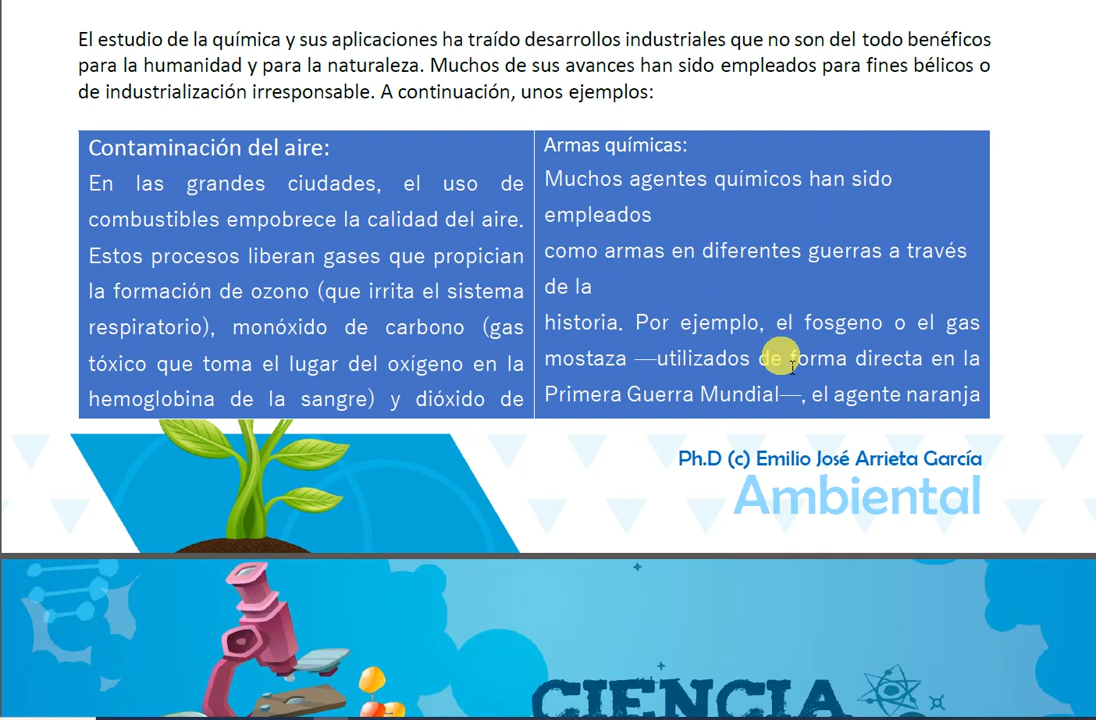 El estudio de la química y sus aplicaciones ha traído desarrollos industriales que no son del todo benéficos
para la humanidad y para la naturaleza. Muchos de sus avances han sido empleados para fines bélicos o
de industrialización irresponsable. A continuación, unos ejemplos:
Contaminación del aire:
En las grandes ciudades, el uso de
combustibles empobrece la calidad del aire.
Estos procesos liberan gases que propician
la formación de ozono (que irrita el sistema
respiratorio), monóxido de carbono (gas
tóxico que toma el lugar del oxígeno en la
hemoglobina de la sangre) y dióxido de
Armas químicas:
Muchos agentes químicos han sido
empleados
como armas en diferentes guerras a través
de la
historia. Por ejemplo, el fosgeno o el gas
mostaza —utilizados de forma directa en la
Primera Guerra Mundial—, el agente naranja
Ph.D (c) Emilio José Arrieta García
Ambiental
CIENCIA